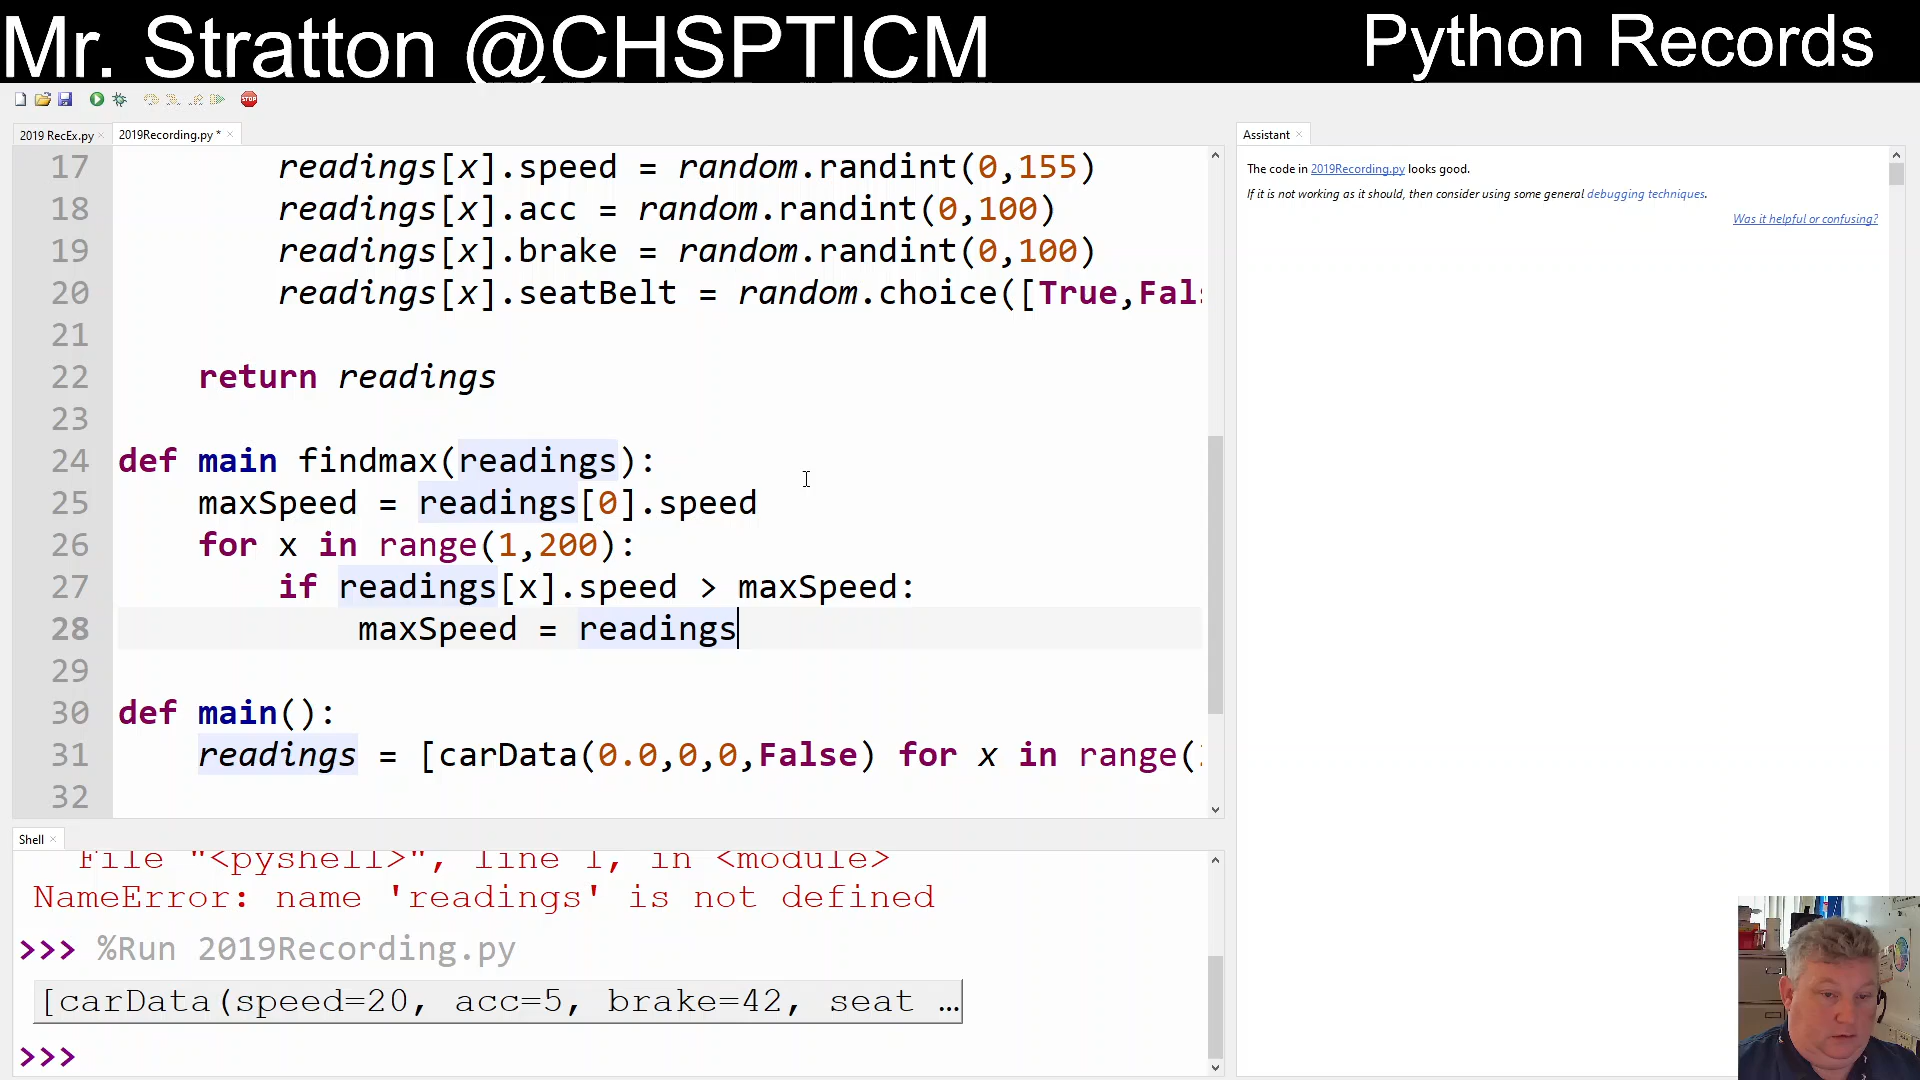 Mr. Stratton @CHSPTICM
Python Records
STOP
2019 RecEx.py
2019Recording.py *
Assistant
17 readings[x].speed = random.randint(0,155)
18 readings[x].acc = random.randint(0,100)
19 readings[x].brake = random.randint(0,100)
20 readings[x].seatBelt = random.choice([True,Fal
21
22 return readings
23
24 def main findmax(readings):
25 maxSpeed = readings[0].speed
26 for x in range(1,200):
27 if readings[x].speed > maxSpeed:
28 maxSpeed = readings
29
30 def main():
31 readings = [carData(0.0,0,0,False) for x in range(
32
The code in 2019Recording.py looks good.
If it is not working as it should, then consider using some general debugging techniques.
Was it helpful or confusing?
Shell
File "<pyshell>", line 1, in <module>
NameError: name 'readings' is not defined
>>> %Run 2019Recording.py
[carData(speed=20, acc=5, brake=42, seat …
>>>